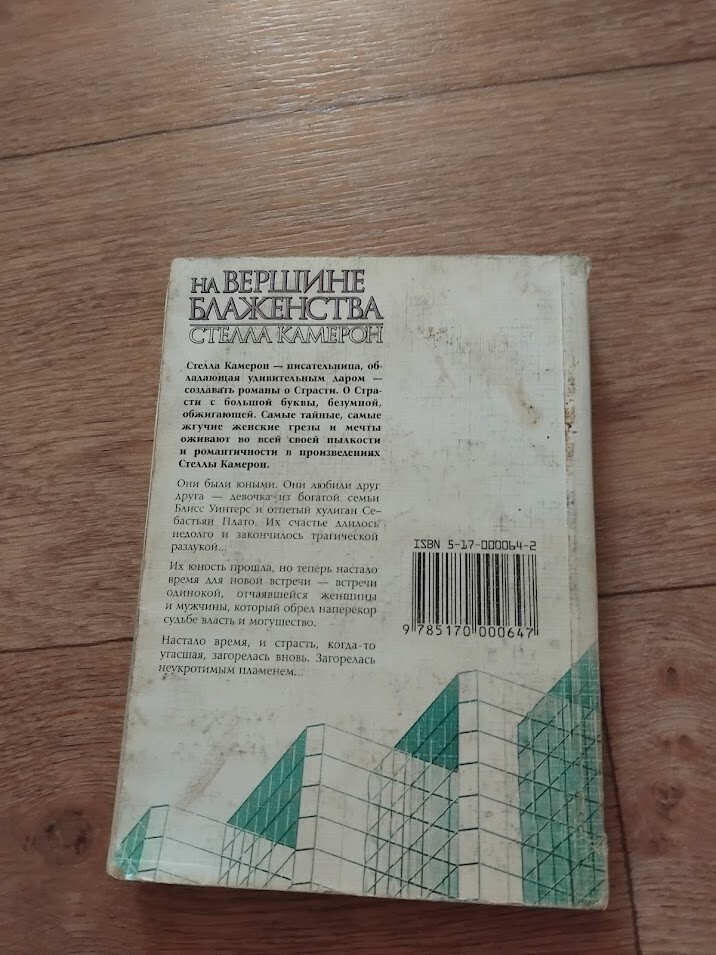 НА ВЕРШИНЕ
БЛАЖЕНСТВА
СТЕЛЛА КАМЕРОН
Стелла Камерон — писательница, об-
ладающая удивительным даром —
создавать романы о Страсти. О Стра-
сти с большой буквы, безумной,
обжигающей. Самые тайные, самые
жгучие женские грезы и мечты
оживают во всей своей пылкости
и романтичности в произведениях
Стеллы Камерон.
Они были юными. Они любили друг
друга — девочка из богатой семьи
Блисс Уинтерс и отпетый хулиган Се-
бастьян Плато. Их счастье длилось
недолго и закончилось трагической
разлукой...
Их юность прошла, но теперь настало
время для новой встречи — встречи
одинокой, отчаявшейся женщины
и мужчины, который обрел наперекор
судьбе власть и могущество.
Настало время, и страсть, когда-то
угасшая, загорелась вновь. Загорелась
неукротимым пламенем...
ISBN 5-17-000064-2
9 785170 000647